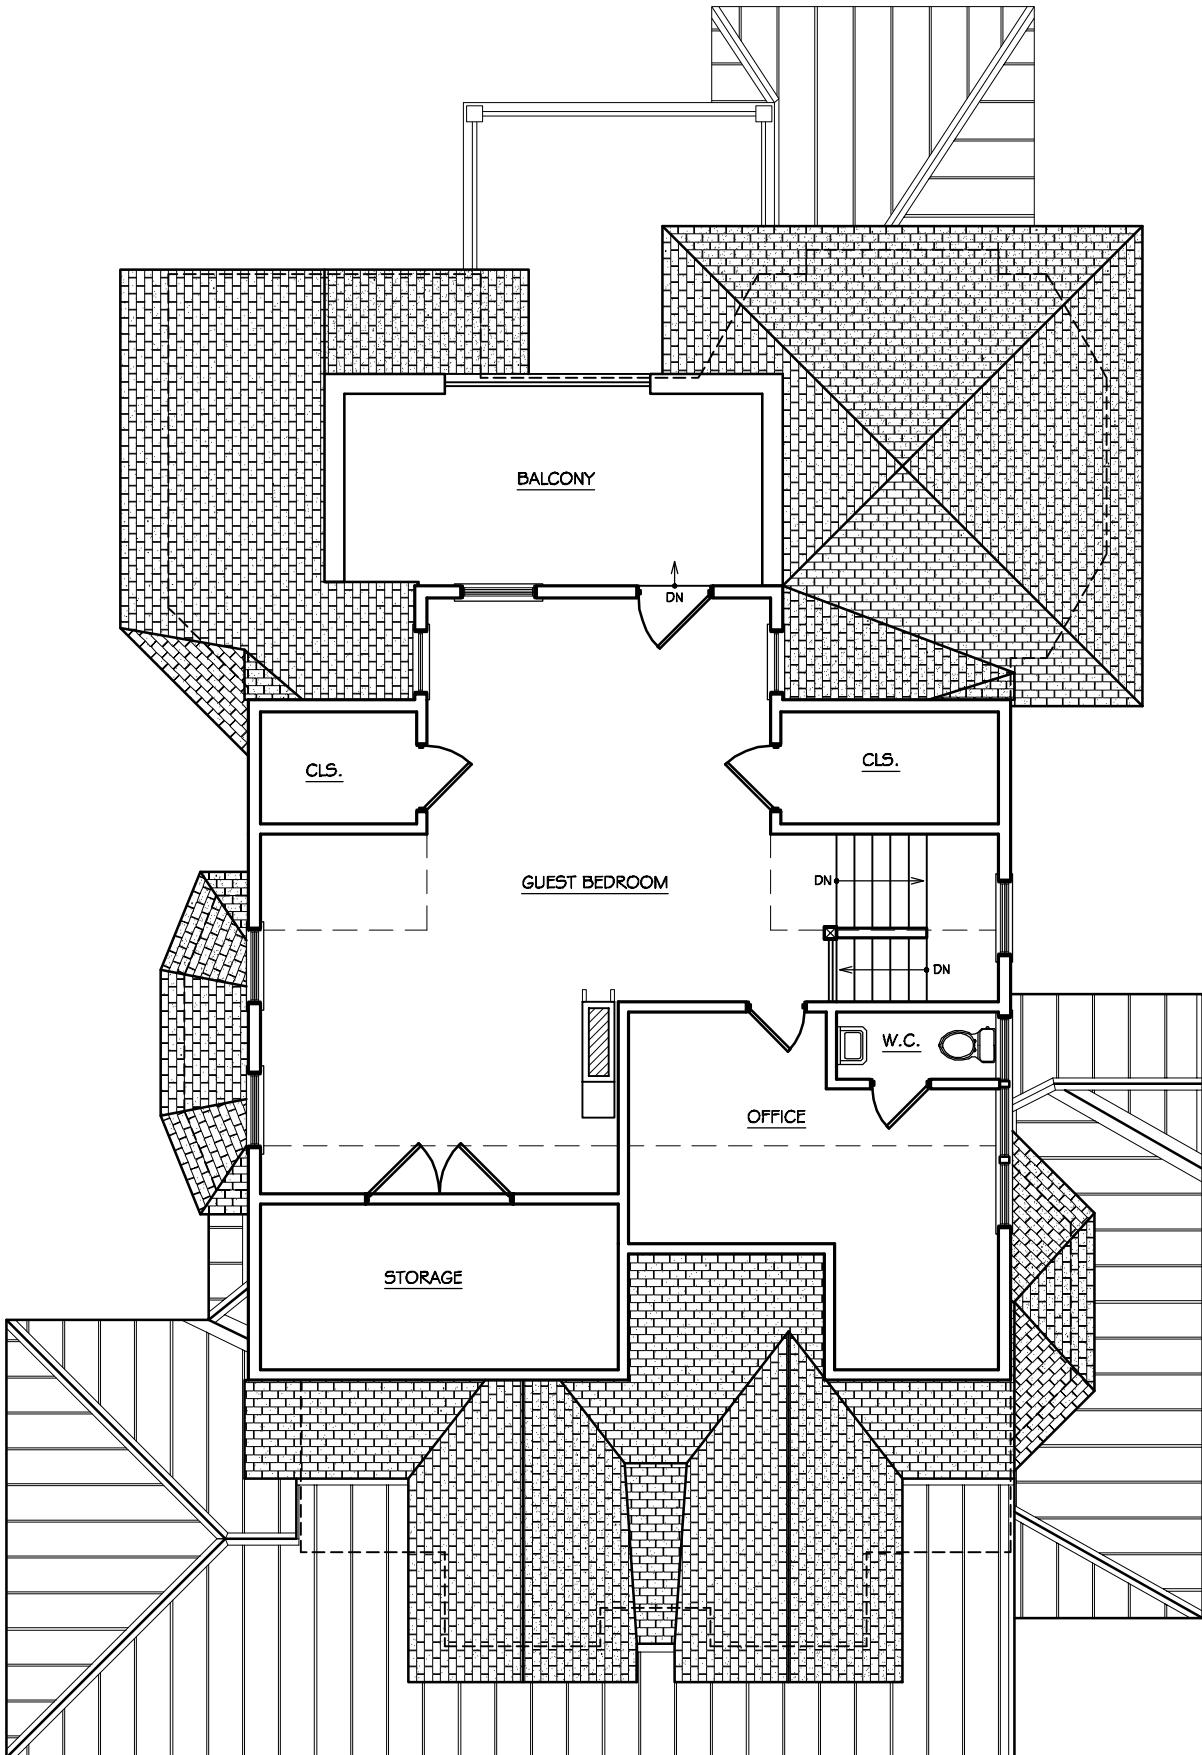 BALCONY
DN
CLS.
CLS.
DN
GUEST BEDROOM
DN
W.C.
OFFICE
STORAGE